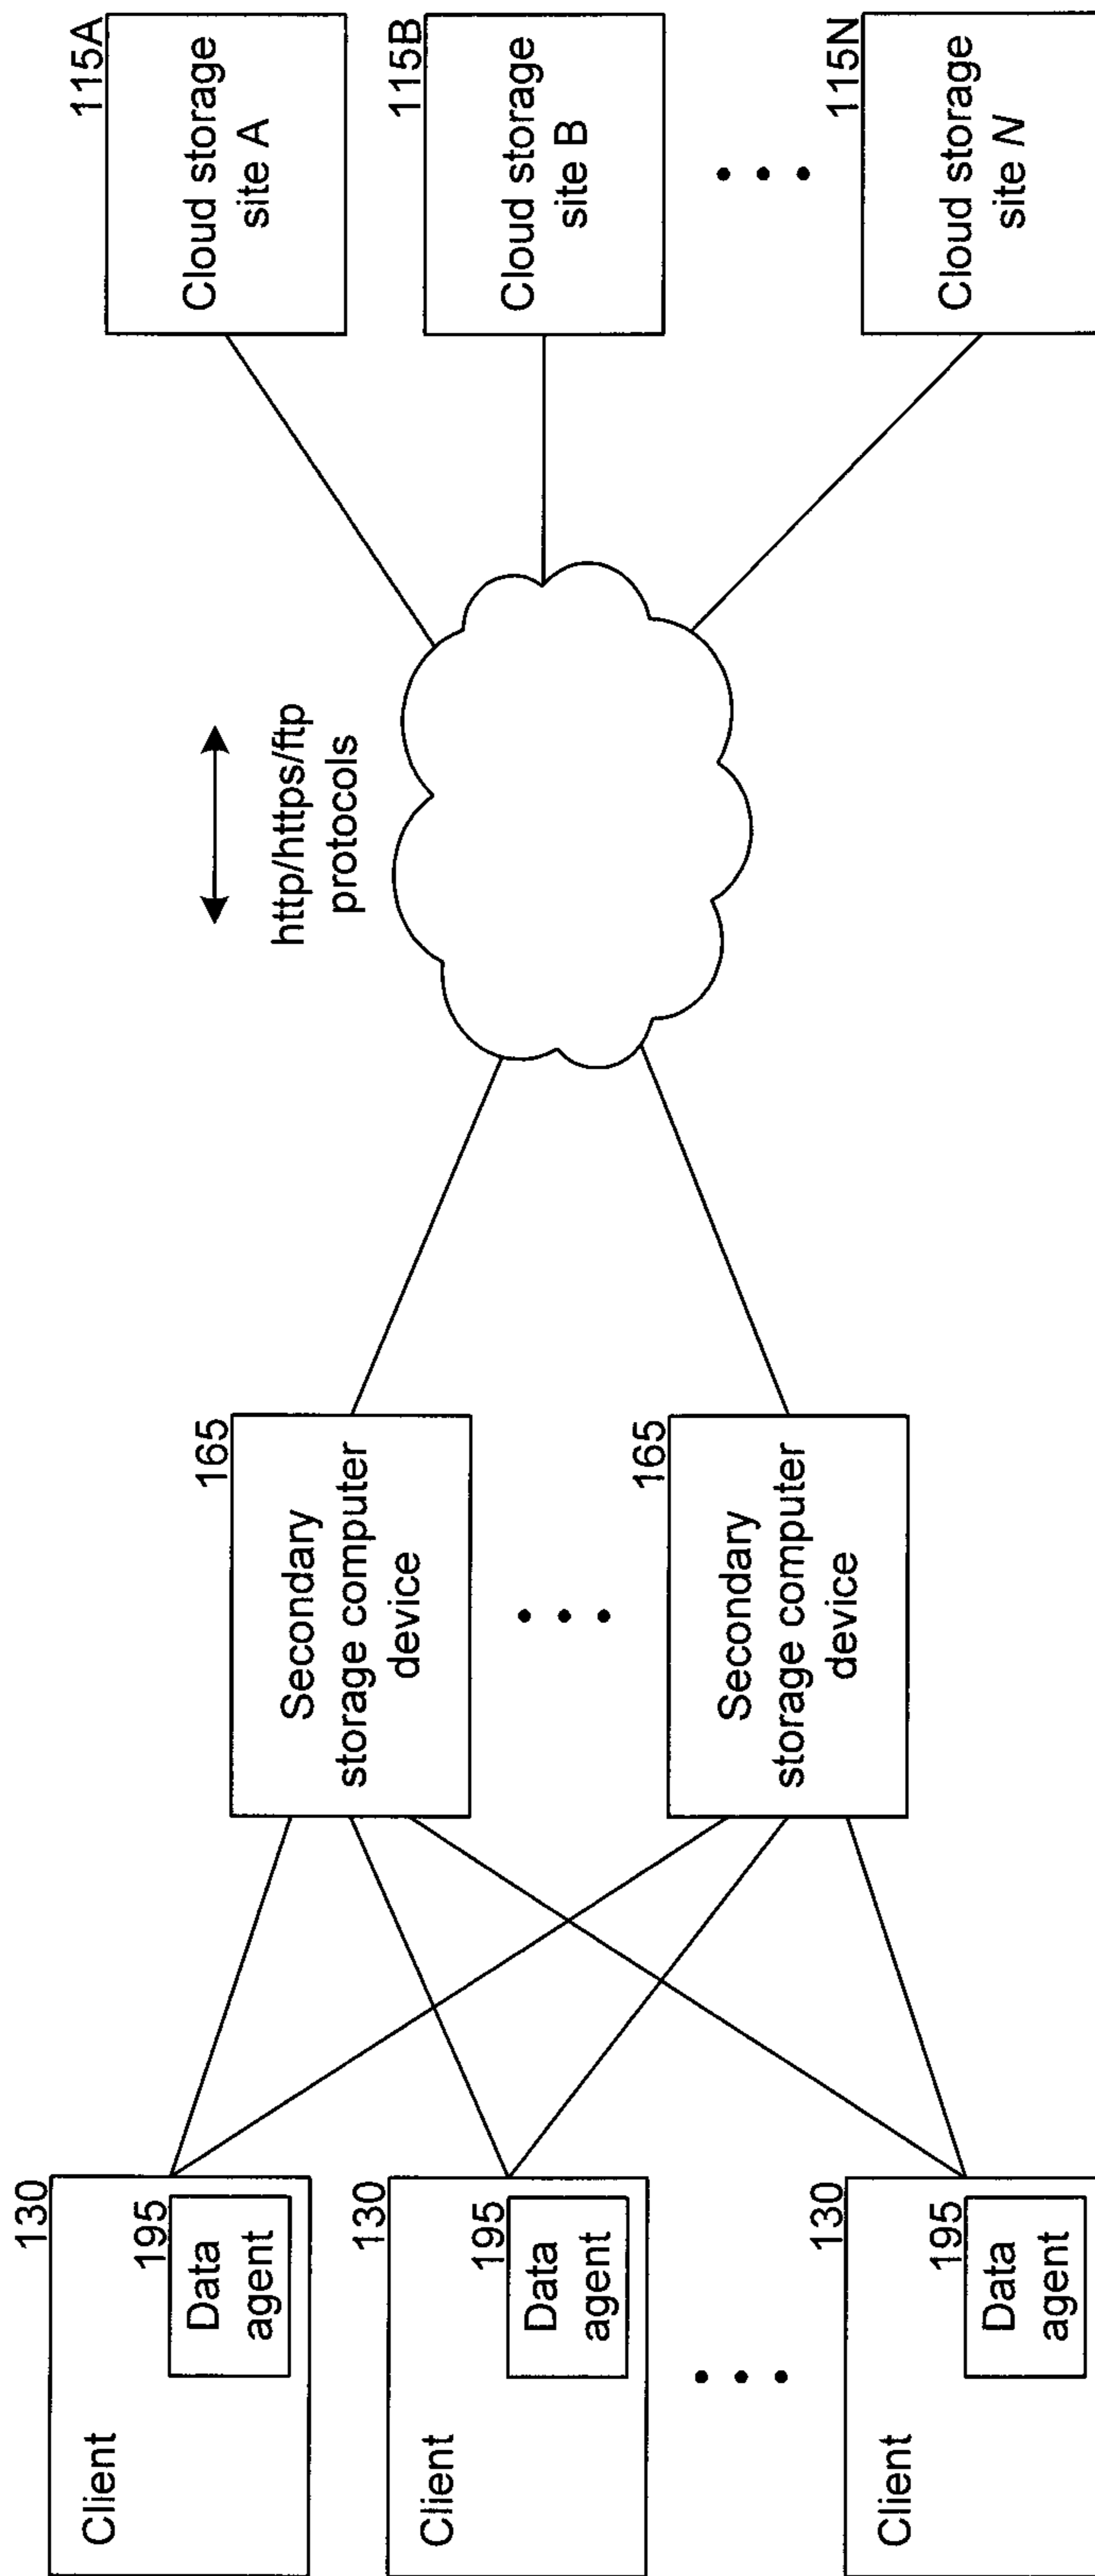 130
195
Client
Data
agent
130
195
Client
Data
agent
130
195
Client
Data
agent
165
Secondary
storage computer
device
165
Secondary
storage computer
device
http/https/ftp
protocols
115A
Cloud storage
site A
115B
Cloud storage
site B
115N
Cloud storage
site N